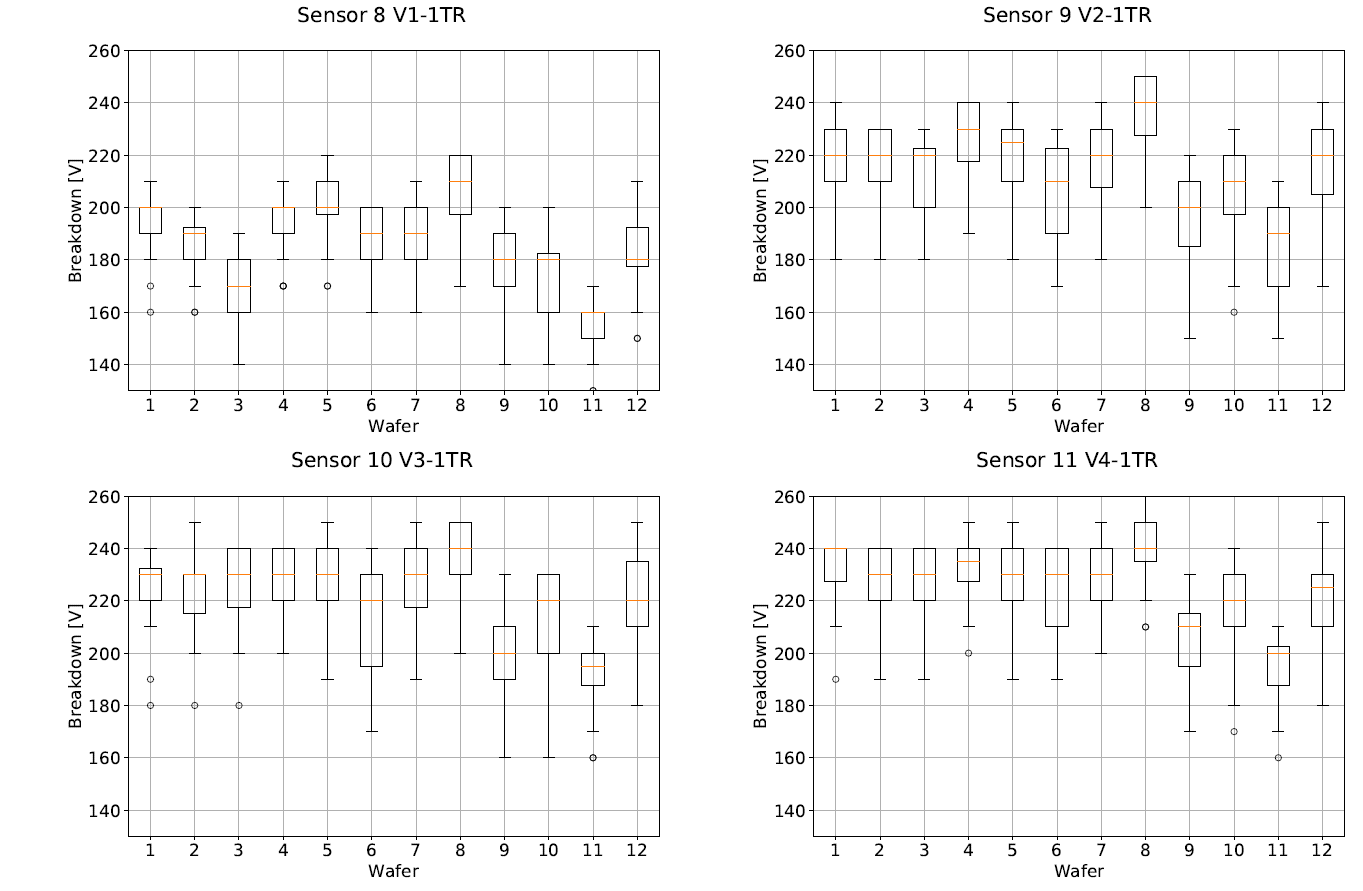 Sensor 8 V1-1TR
260
240
220
200
180
160
140
Breakdown [V]
1 2 3 4 5 6 7 8 9 10 11 12
Wafer
Sensor 9 V2-1TR
260
240
220
200
180
160
140
Breakdown [V]
1 2 3 4 5 6 7 8 9 10 11 12
Wafer
Sensor 10 V3-1TR
260
240
220
200
180
160
140
Breakdown [V]
1 2 3 4 5 6 7 8 9 10 11 12
Wafer
Sensor 11 V4-1TR
260
240
220
200
180
160
140
Breakdown [V]
1 2 3 4 5 6 7 8 9 10 11 12
Wafer